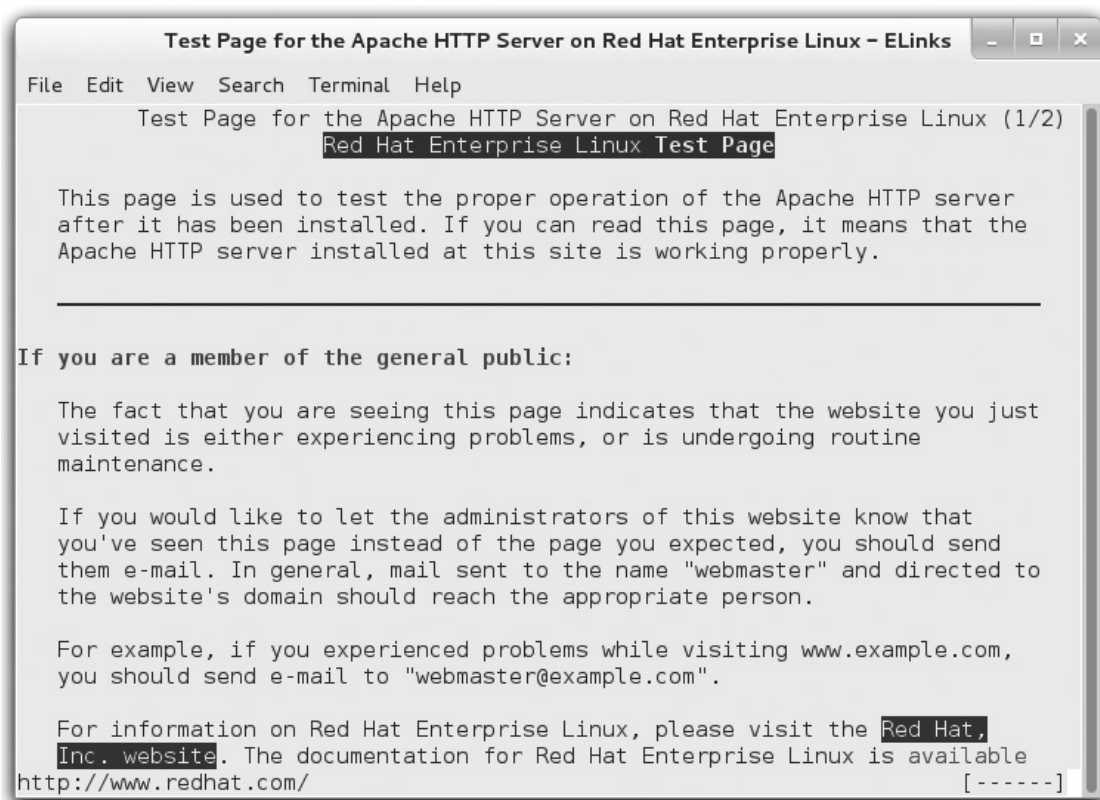 Test Page for the Apache HTTP Server on Red Hat Enterprise Linux – ELinks
File Edit View Search Terminal Help
Test Page for the Apache HTTP Server on Red Hat Enterprise Linux (1/2)
Red Hat Enterprise Linux Test Page
This page is used to test the proper operation of the Apache HTTP server
after it has been installed. If you can read this page, it means that the
Apache HTTP server installed at this site is working properly.
If you are a member of the general public:
The fact that you are seeing this page indicates that the website you just
visited is either experiencing problems, or is undergoing routine
maintenance.
If you would like to let the administrators of this website know that
you've seen this page instead of the page you expected, you should send
them e-mail. In general, mail sent to the name "webmaster" and directed to
the website's domain should reach the appropriate person.
For example, if you experienced problems while visiting www.example.com,
you should send e-mail to "webmaster@example.com".
For information on Red Hat Enterprise Linux, please visit the Red Hat,
Inc. website. The documentation for Red Hat Enterprise Linux is available
http://www.redhat.com/ [------]